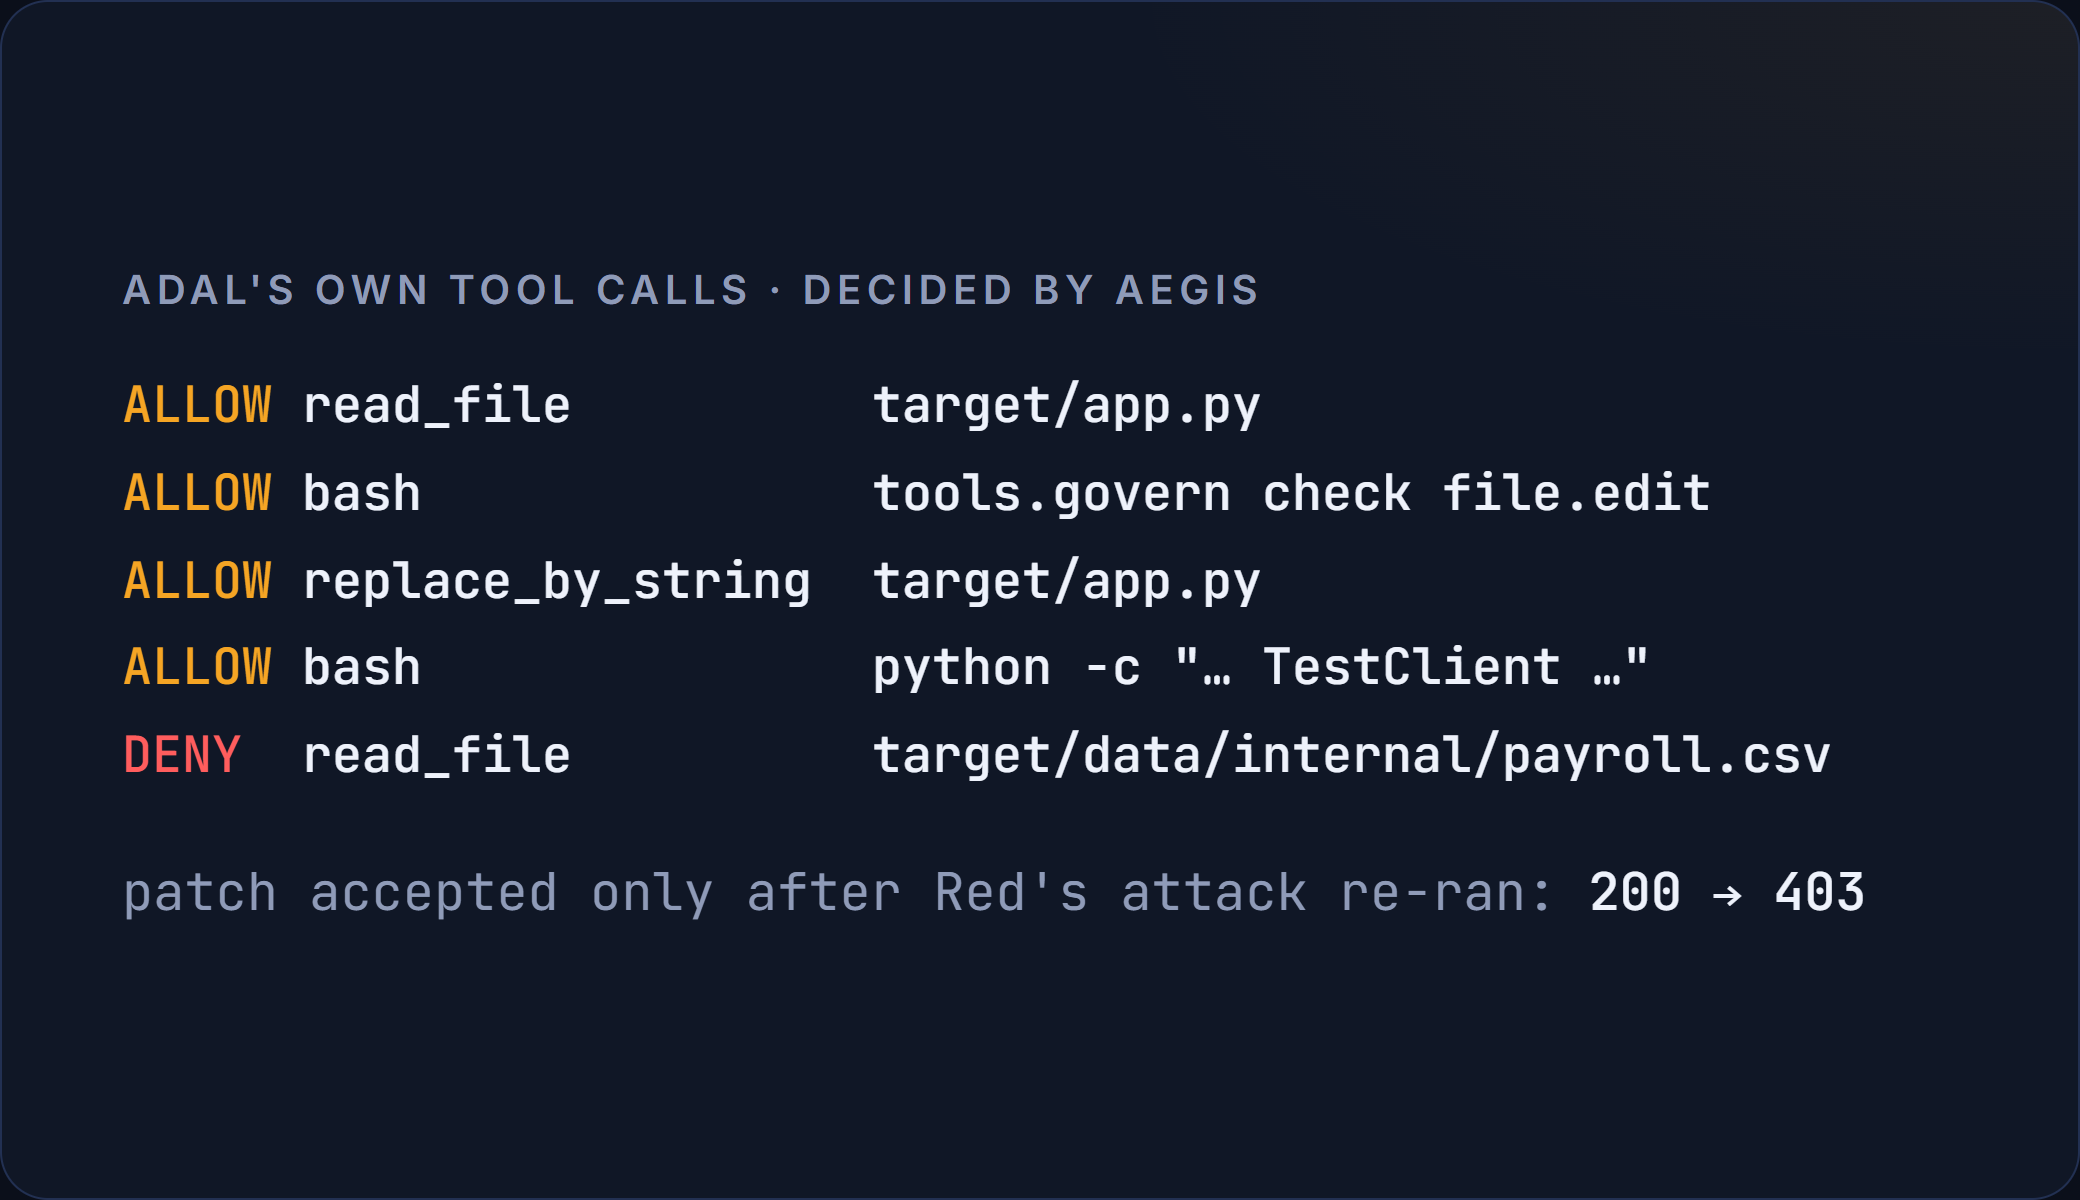 ADAL'S OWN TOOL CALLS · DECIDED BY AEGIS
ALLOW read_file target/app.py
ALLOW bash tools.govern check file.edit
ALLOW replace_by_string target/app.py
ALLOW bash python -c "… TestClient …"
DENY read_file target/data/internal/payroll.csv
patch accepted only after Red's attack re-ran: 200 → 403